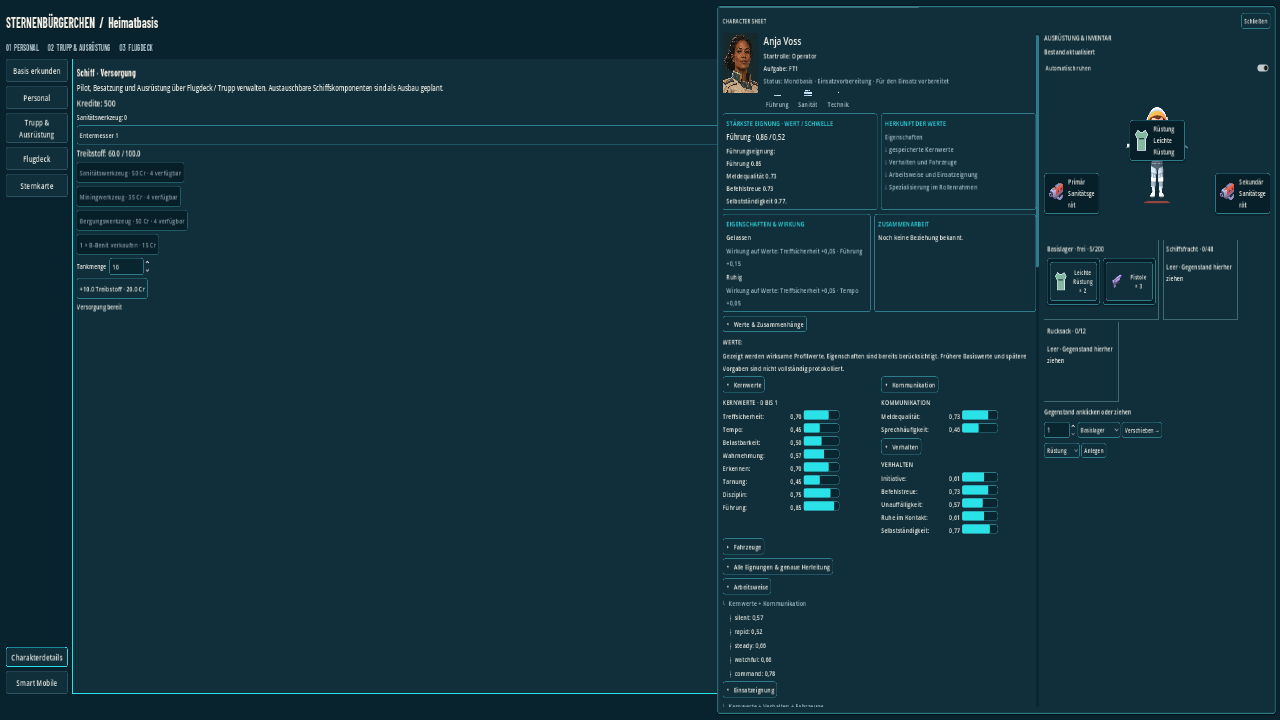 STERNENBÜRGERCHEN / Heimatbasis
01 PERSONAL 02 TRUPP & AUSRÜSTUNG 03 FLUGDECK
Basis erkunden
Personal
Trupp &
Ausrüstung
Flugdeck
Sternkarte
Charakterdetails
Smart Mobile
Schiff · Versorgung
Pilot, Besatzung und Ausrüstung über Flugdeck / Trupp verwalten. Austauschbare Schiffskomponenten sind als Ausbau geplant.
Kredite: 500
Sanitätswerkzeug: 0
Entermesser 1
Treibstoff: 60.0 / 100.0
Sanitätswerkzeug · 50 Cr · 4 verfügbar
Miningwerkzeug · 35 Cr · 4 verfügbar
Bergungswerkzeug · 50 Cr · 4 verfügbar
1 × B-Benit verkaufen · 15 Cr
Tankmenge 10
+10.0 Treibstoff · 20.0 Cr
Versorgung bereit
CHARACTER SHEET
Schließen
Anja Voss
Startrolle: Operator
Aufgabe: FT1
Status: Mondbasis · Einsatzvorbereitung · Für den Einsatz vorbereitet
Führung Sanität Technik
STÄRKSTE EIGNUNG · WERT / SCHWELLE
Führung · 0,86 / 0,52
Führungseignung:
Führung 0.85
Meldequalität 0.73
Befehlstreue 0.73
Selbstständigkeit 0.77.
HERKUNFT DER WERTE
Eigenschaften
↓ gespeicherte Kernwerte
↓ Verhalten und Fahrzeuge
↓ Arbeitsweise und Einsatzeignung
↓ Spezialisierung im Rollenrahmen
EIGENSCHAFTEN & WIRKUNG
Gelassen
Wirkung auf Werte: Treffsicherheit +0,05 · Führung
+0,15
Ruhig
Wirkung auf Werte: Treffsicherheit +0,05 · Tempo
+0,05
ZUSAMMENARBEIT
Noch keine Beziehung bekannt.
Werte & Zusammenhänge
WERTE:
Gezeigt werden wirksame Profilwerte. Eigenschaften sind bereits berücksichtigt. Frühere Basiswerte und spätere
Vorgaben sind nicht vollständig protokolliert.
Kernwerte
KERNWERTE · 0 BIS 1
Treffsicherheit: 0,70
Tempo: 0,45
Belastbarkeit: 0,50
Wahrnehmung: 0,57
Erkennen: 0,70
Tarnung: 0,45
Disziplin: 0,75
Führung: 0,85
Kommunikation
KOMMUNIKATION
Meldequalität: 0,73
Sprechhäufigkeit: 0,46
Verhalten
VERHALTEN
Initiative: 0,61
Befehlstreue: 0,73
Unauffälligkeit: 0,57
Ruhe im Kontakt: 0,61
Selbstständigkeit: 0,77
Fahrzeuge
Alle Eignungen & genaue Herleitung
Arbeitsweise
└ Kernwerte + Kommunikation
├ silent: 0,57
├ rapid: 0,52
├ steady: 0,66
├ watchful: 0,66
├ command: 0,78
Einsatzeignung
└ Kernwerte + Verhalten + Fahrzeuge
AUSRÜSTUNG & INVENTAR
Bestand aktualisiert
Automatisch ruhen
Rüstung
Leichte
Rüstung
Primär
Sanitätsge
rät
Sekundär
Sanitätsge
rät
Basislager · frei · 5/200
Leichte
Rüstung
× 2
Pistole
× 3
Schiffsfracht · 0/48
Leer · Gegenstand hierher
ziehen
Rucksack · 0/12
Leer · Gegenstand hierher
ziehen
Gegenstand anklicken oder ziehen
1 Basislager Verschieben →
Rüstung Anlegen